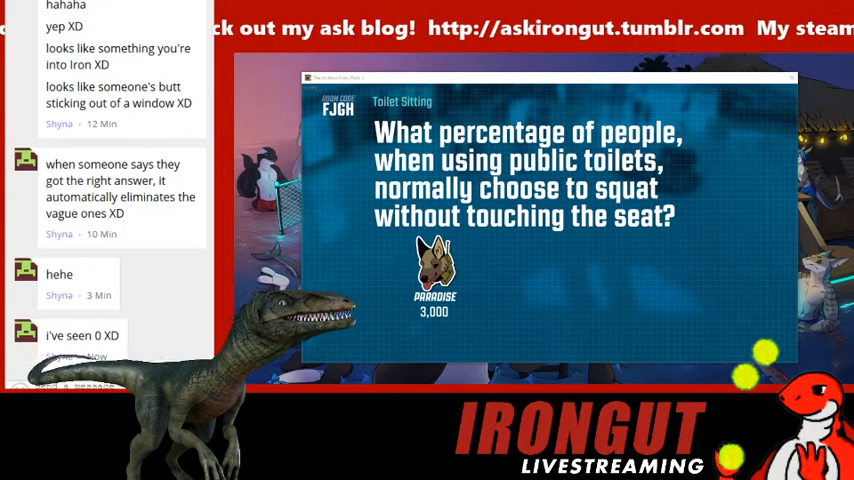 hahaha
yep XD
looks like something you're
into Iron XD
looks like someone's butt
sticking out of a window XD
Shyna 12 Min
when someone says they
got the right answer, it
automatically eliminates the
vague ones XD
Shyna 10 Min
hehe
Shyna 3 Min
i've seen 0 XD
Shyna Now
ck out my ask blog! http://askirongut.tumblr.com My steam
ROOM CODE
FJGH
Toilet Sitting
What percentage of people,
when using public toilets,
normally choose to squat
without touching the seat?
PARADISE
3,000
IRONGUT
LIVESTREAMING